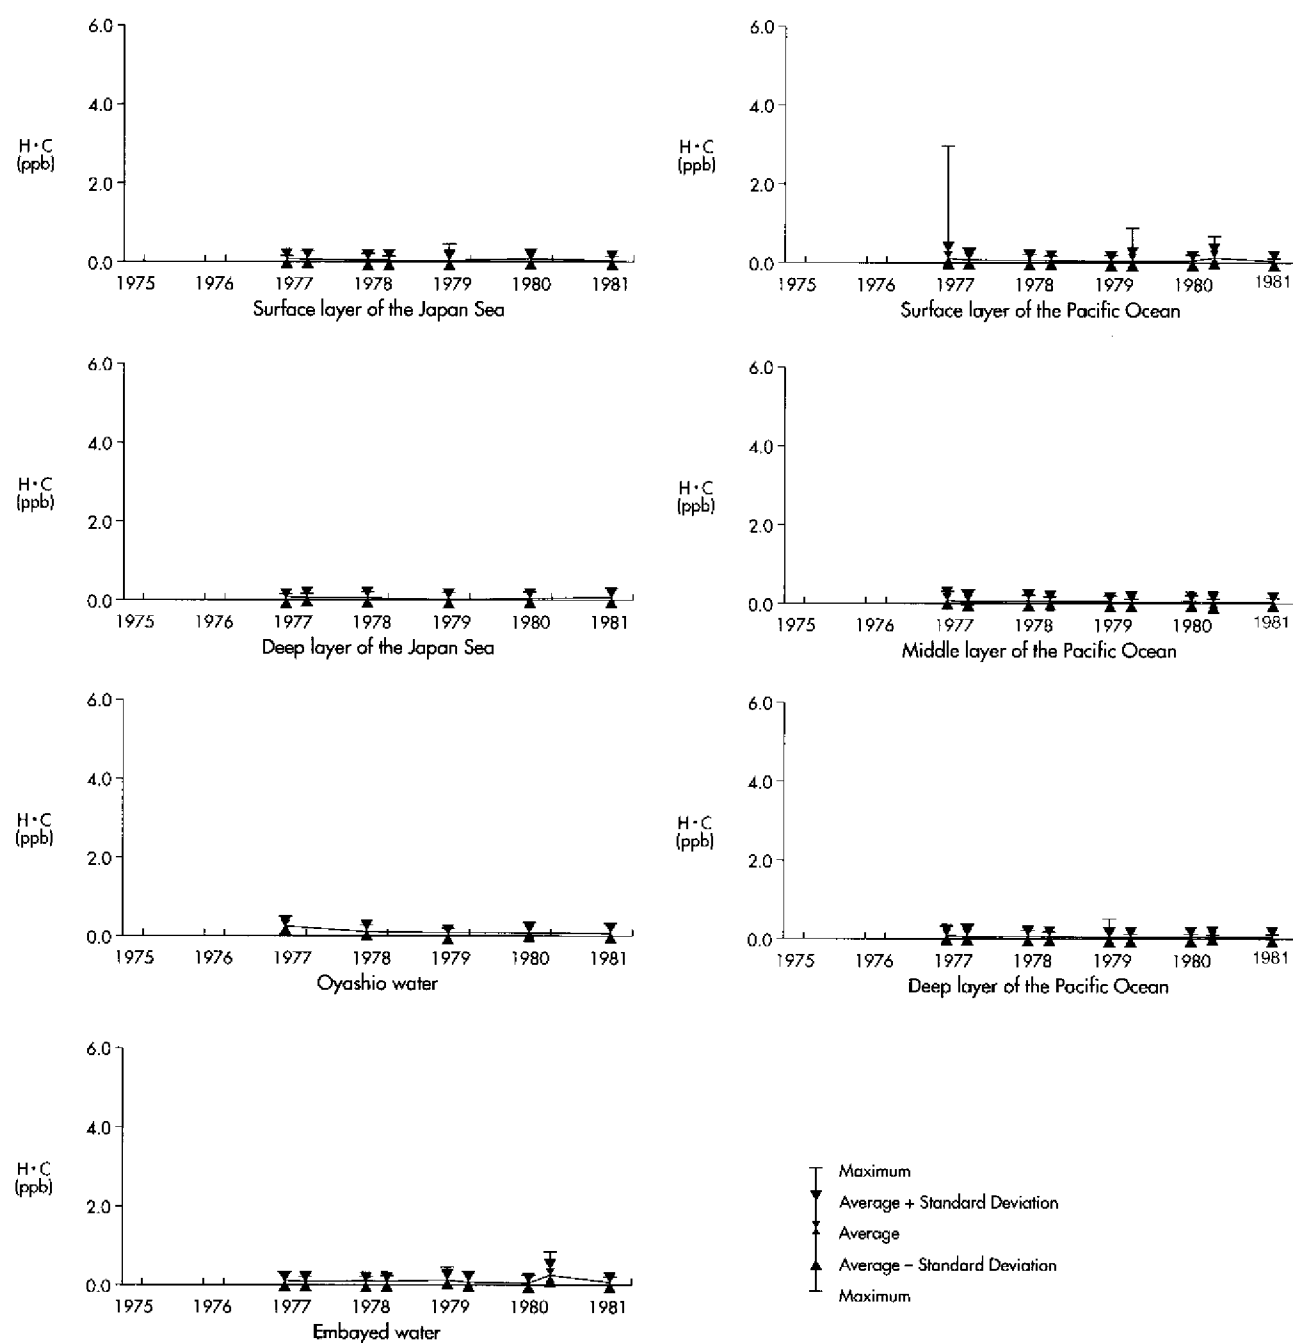 6.0
4.0
H•C
(ppb)
2.0
0.0
1975 1976 1977 1978 1979 1980 1981
Surface layer of the Japan Sea
6.0
4.0
H•C
(ppb)
2.0
0.0
1975 1976 1977 1978 1979 1980 1981
Surface layer of the Pacific Ocean
6.0
4.0
H•C
(ppb)
2.0
0.0
1975 1976 1977 1978 1979 1980 1981
Deep layer of the Japan Sea
6.0
4.0
H•C
(ppb)
2.0
0.0
1975 1976 1977 1978 1979 1980 1981
Middle layer of the Pacific Ocean
6.0
4.0
H•C
(ppb)
2.0
0.0
1975 1976 1977 1978 1979 1980 1981
Oyashio water
6.0
4.0
H•C
(ppb)
2.0
0.0
1975 1976 1977 1978 1979 1980 1981
Deep layer of the Pacific Ocean
6.0
4.0
H•C
(ppb)
2.0
0.0
1975 1976 1977 1978 1979 1980 1981
Embayed water
Maximum
Average + Standard Deviation
Average
Average – Standard Deviation
Maximum